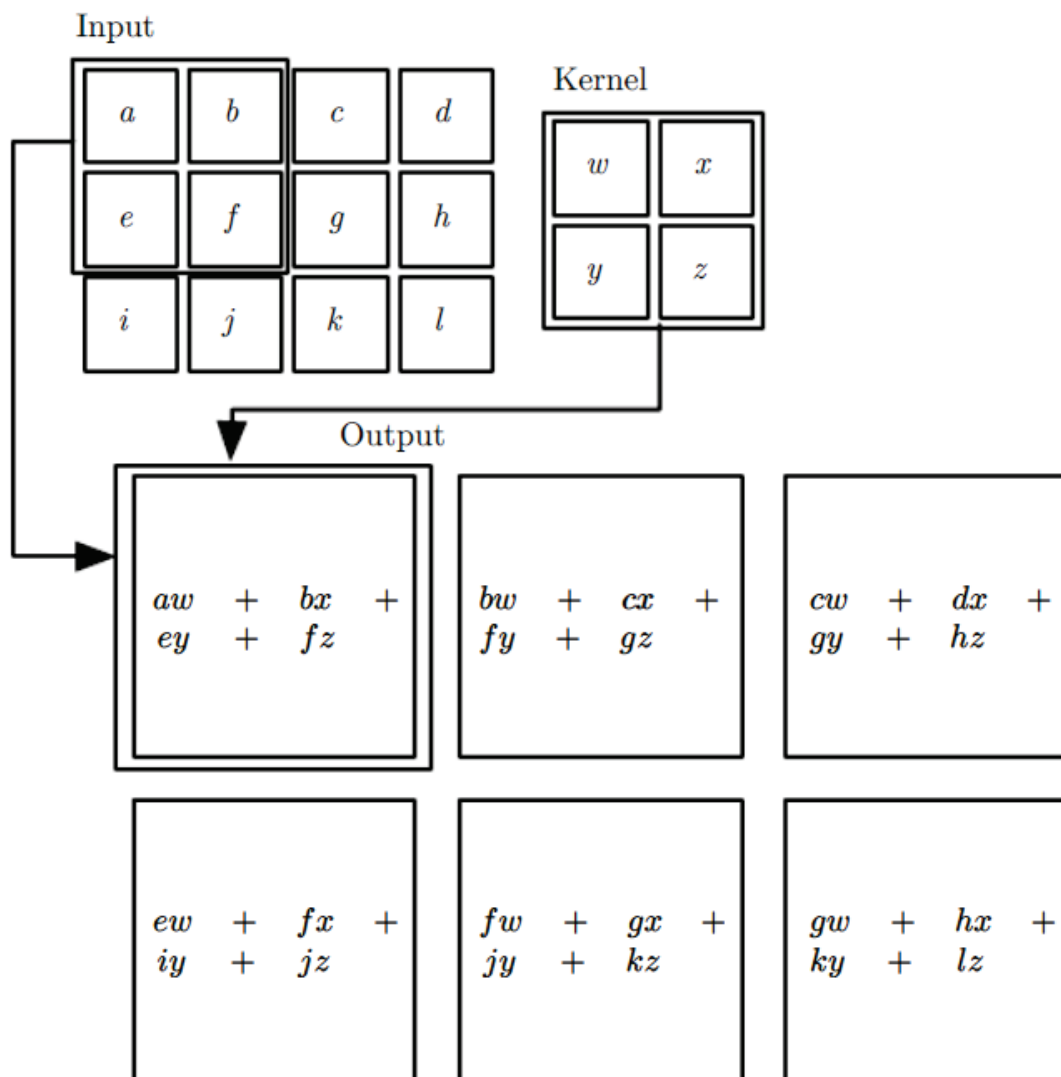 Input
Kernel
a b c d
w x
e f g h
y z
i j k l
Output
aw + bx + bw + cx + cw + dx +
ey + fz fy + gz gy + hz
ew + fx + fw + gx + gw + hx +
iy + jz jy + kz ky + lz